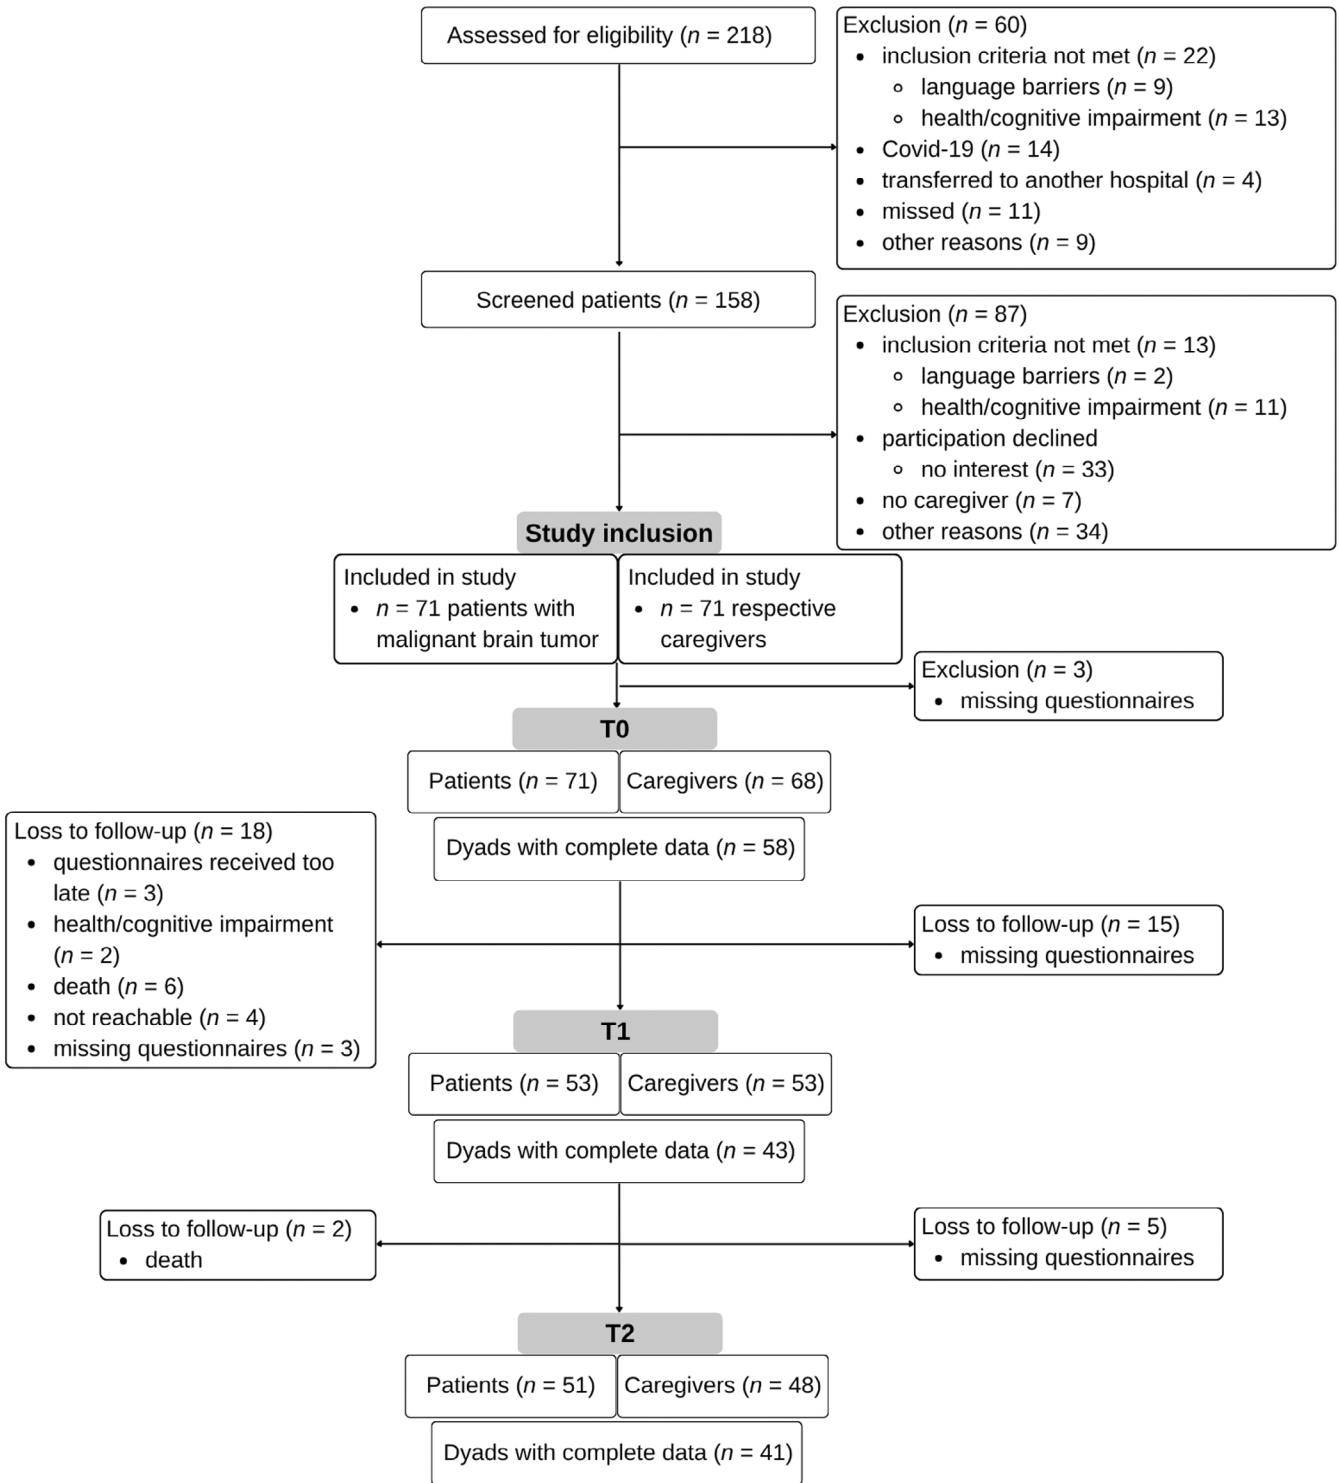 Assessed for eligibility (n = 218)
Exclusion (n = 60)
• inclusion criteria not met (n = 22)
◦ language barriers (n = 9)
◦ health/cognitive impairment (n = 13)
• Covid-19 (n = 14)
• transferred to another hospital (n = 4)
• missed (n = 11)
• other reasons (n = 9)
Screened patients (n = 158)
Exclusion (n = 87)
• inclusion criteria not met (n = 13)
◦ language barriers (n = 2)
◦ health/cognitive impairment (n = 11)
• participation declined
◦ no interest (n = 33)
• no caregiver (n = 7)
• other reasons (n = 34)
Study inclusion
Included in study
• n = 71 patients with
malignant brain tumor
Included in study
• n = 71 respective
caregivers
Exclusion (n = 3)
• missing questionnaires
T0
Patients (n = 71)
Caregivers (n = 68)
Dyads with complete data (n = 58)
Loss to follow-up (n = 18)
• questionnaires received too
late (n = 3)
• health/cognitive impairment
(n = 2)
• death (n = 6)
• not reachable (n = 4)
• missing questionnaires (n = 3)
Loss to follow-up (n = 15)
• missing questionnaires
T1
Patients (n = 53)
Caregivers (n = 53)
Dyads with complete data (n = 43)
Loss to follow-up (n = 2)
• death
Loss to follow-up (n = 5)
• missing questionnaires
T2
Patients (n = 51)
Caregivers (n = 48)
Dyads with complete data (n = 41)